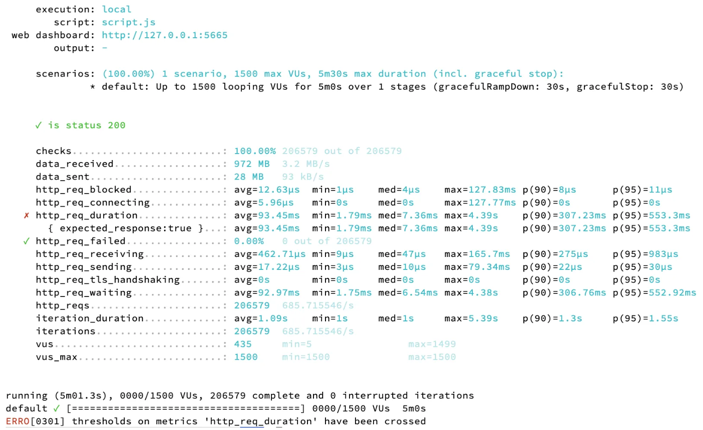 execution: local
script: script.js
web dashboard: http://127.0.0.1:5665
output: -
scenarios: (100.00%) 1 scenario, 1500 max VUs, 5m30s max duration (incl. graceful stop):
* default: Up to 1500 looping VUs for 5m0s over 1 stages (gracefulRampDown: 30s, gracefulStop: 30s)
✓ is status 200
checks.........................: 100.00% 206579 out of 206579
data_received..................: 972 MB 3.2 MB/s
data_sent......................: 28 MB 93 kB/s
http_req_blocked...............: avg=12.63µs min=1µs med=4µs max=127.83ms p(90)=8µs p(95)=11µs
http_req_connecting............: avg=5.96µs min=0s med=0s max=127.77ms p(90)=0s p(95)=0s
✗ http_req_duration..............: avg=93.45ms min=1.79ms med=7.36ms max=4.39s p(90)=307.23ms p(95)=553.3ms
{ expected_response:true }...: avg=93.45ms min=1.79ms med=7.36ms max=4.39s p(90)=307.23ms p(95)=553.3ms
✓ http_req_failed................: 0.00% 0 out of 206579
http_req_receiving.............: avg=462.71µs min=9µs med=47µs max=165.7ms p(90)=275µs p(95)=983µs
http_req_sending...............: avg=17.22µs min=3µs med=10µs max=79.34ms p(90)=22µs p(95)=30µs
http_req_tls_handshaking.......: avg=0s min=0s med=0s max=0s p(90)=0s p(95)=0s
http_req_waiting...............: avg=92.97ms min=1.75ms med=6.54ms max=4.38s p(90)=306.76ms p(95)=552.92ms
http_reqs......................: 206579 685.715546/s
iteration_duration.............: avg=1.09s min=1s med=1s max=5.39s p(90)=1.3s p(95)=1.55s
iterations.....................: 206579 685.715546/s
vus............................: 435 min=5 max=1499
vus_max........................: 1500 min=1500 max=1500
running (5m01.3s), 0000/1500 VUs, 206579 complete and 0 interrupted iterations
default ✓ [======================================] 0000/1500 VUs 5m0s
ERRO[0301] thresholds on metrics 'http_req_duration' have been crossed